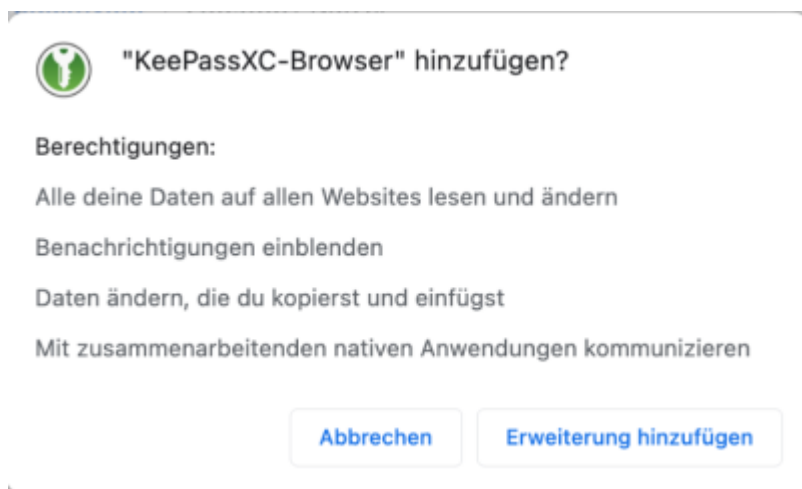 "KeePassXC-Browser" hinzufügen?
Berechtigungen:
Alle deine Daten auf allen Websites lesen und ändern
Benachrichtigungen einblenden
Daten ändern, die du kopierst und einfügst
Mit zusammenarbeitenden nativen Anwendungen kommunizieren
Abbrechen
Erweiterung hinzufügen